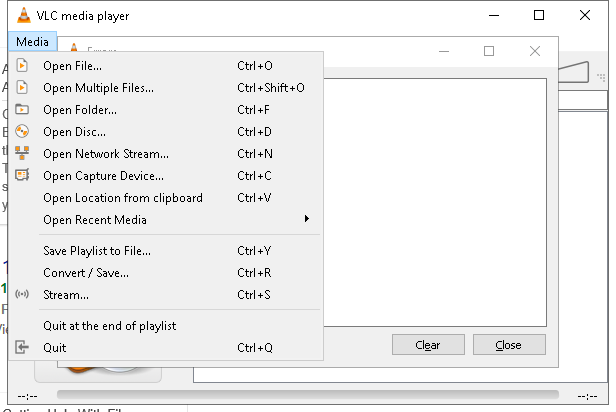 VLC media player
Media
Open File... Ctrl+O
Open Multiple Files... Ctrl+Shift+O
Open Folder... Ctrl+F
Open Disc... Ctrl+D
Open Network Stream... Ctrl+N
Open Capture Device... Ctrl+C
Open Location from clipboard Ctrl+V
Open Recent Media
Save Playlist to File... Ctrl+Y
Convert / Save... Ctrl+R
Stream... Ctrl+S
Quit at the end of playlist
Quit Ctrl+Q
Clear Close
--:-- --:--